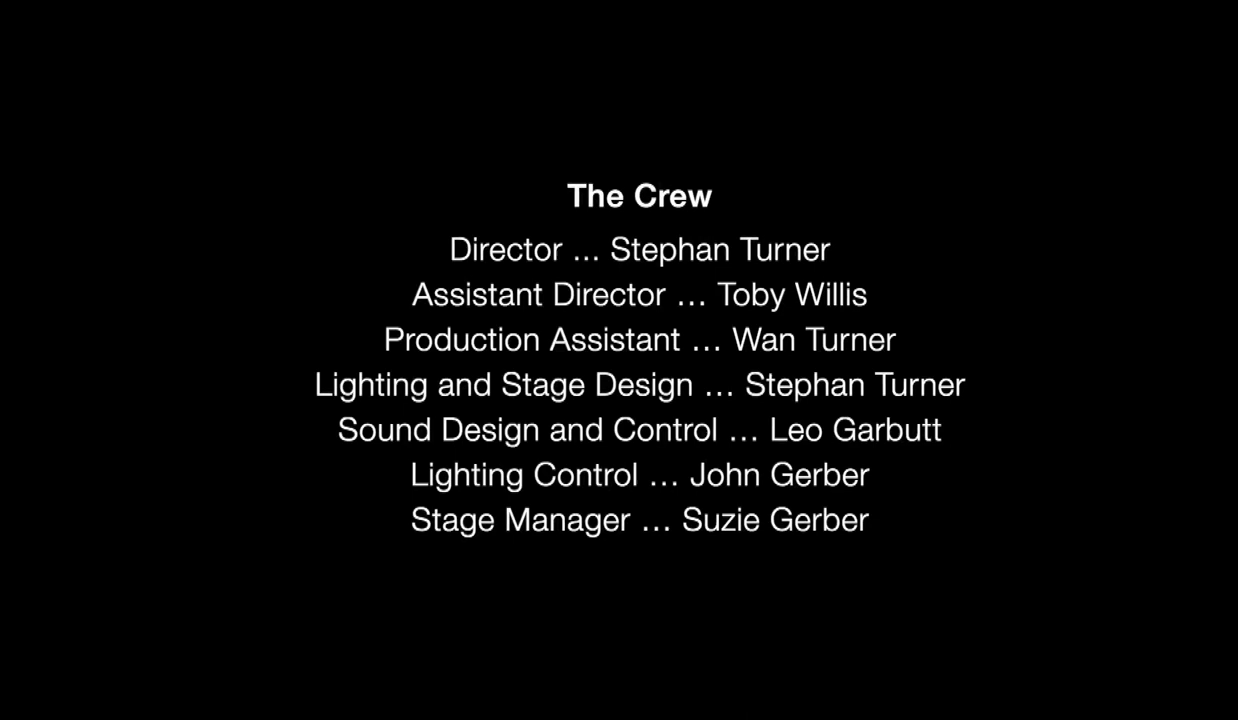 The Crew
Director ... Stephan Turner
Assistant Director … Toby Willis
Production Assistant … Wan Turner
Lighting and Stage Design … Stephan Turner
Sound Design and Control … Leo Garbutt
Lighting Control … John Gerber
Stage Manager … Suzie Gerber